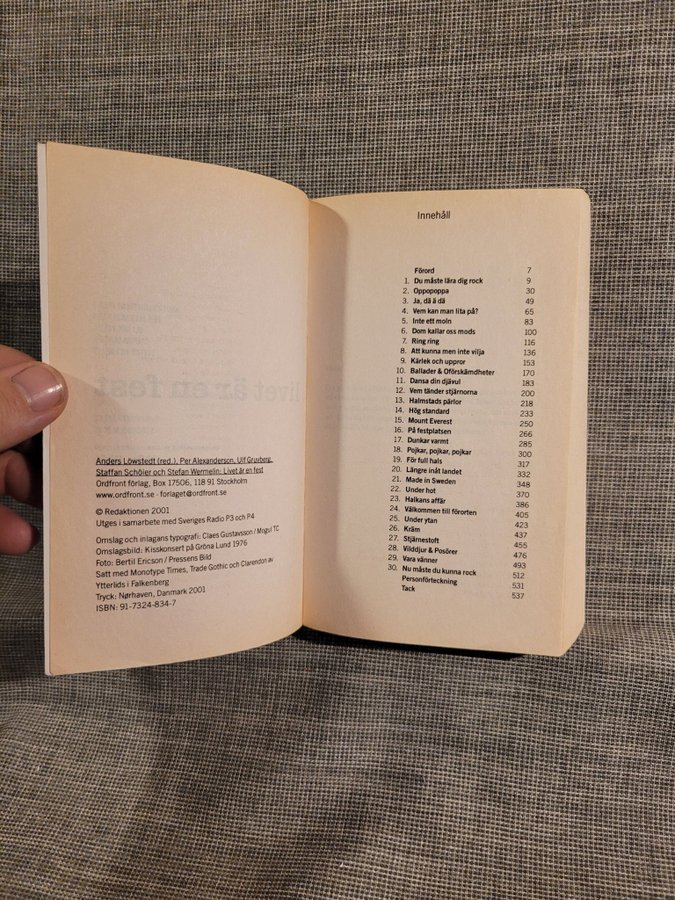 Anders Löwstedt (red.), Per Alexanderson, Ulf Gruvberg,
Staffan Schöier och Stefan Wermelin: Livet är en fest
Ordfront förlag, Box 17506, 118 91 Stockholm
www.ordfront.se - forlaget@ordfront.se
© Redaktionen 2001
Utges i samarbete med Sveriges Radio P3 och P4
Omslag och inlagans typografi: Claes Gustavsson / Mogul TC
Omslagsbild: Kisskonsert på Gröna Lund 1976
Foto: Bertil Ericson / Pressens Bild
Satt med Monotype Times, Trade Gothic och Clarendon av
Ytterlids i Falkenberg
Tryck: Nørhaven, Danmark 2001
ISBN: 91-7324-834-7
Innehåll
Förord 7
1. Du måste lära dig rock 9
2. Oppopoppa 30
3. Ja, dä ä dä 49
4. Vem kan man lita på? 65
5. Inte ett moln 83
6. Dom kallar oss mods 100
7. Ring ring 116
8. Att kunna men inte vilja 136
9. Kärlek och uppror 153
10. Ballader & Oförskämdheter 170
11. Dansa din djävul 183
12. Vem tänder stjärnorna 200
13. Halmstads pärlor 218
14. Hög standard 233
15. Mount Everest 250
16. På festplatsen 266
17. Dunkar varmt 285
18. Pojkar, pojkar, pojkar 300
19. För full hals 317
20. Längre inåt landet 332
21. Made in Sweden 348
22. Under hot 370
23. Halkans affär 386
24. Välkommen till förorten 405
25. Under ytan 423
26. Kräm 437
27. Stjärnestoft 455
28. Vilddjur & Posörer 476
29. Vara vänner 493
30. Nu måste du kunna rock 512
Personförteckning 531
Tack 537